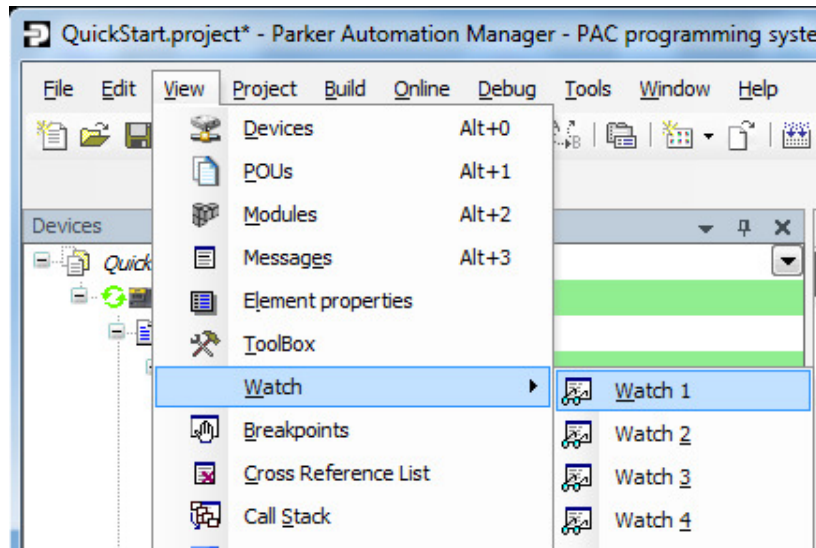 QuickStart.project* - Parker Automation Manager - PAC programming syste
File Edit View Project Build Online Debug Tools Window Help
Devices
Quick
Devices Alt+0
POUs Alt+1
Modules Alt+2
Messages Alt+3
Element properties
ToolBox
Watch
Breakpoints
Cross Reference List
Call Stack
Watch 1
Watch 2
Watch 3
Watch 4